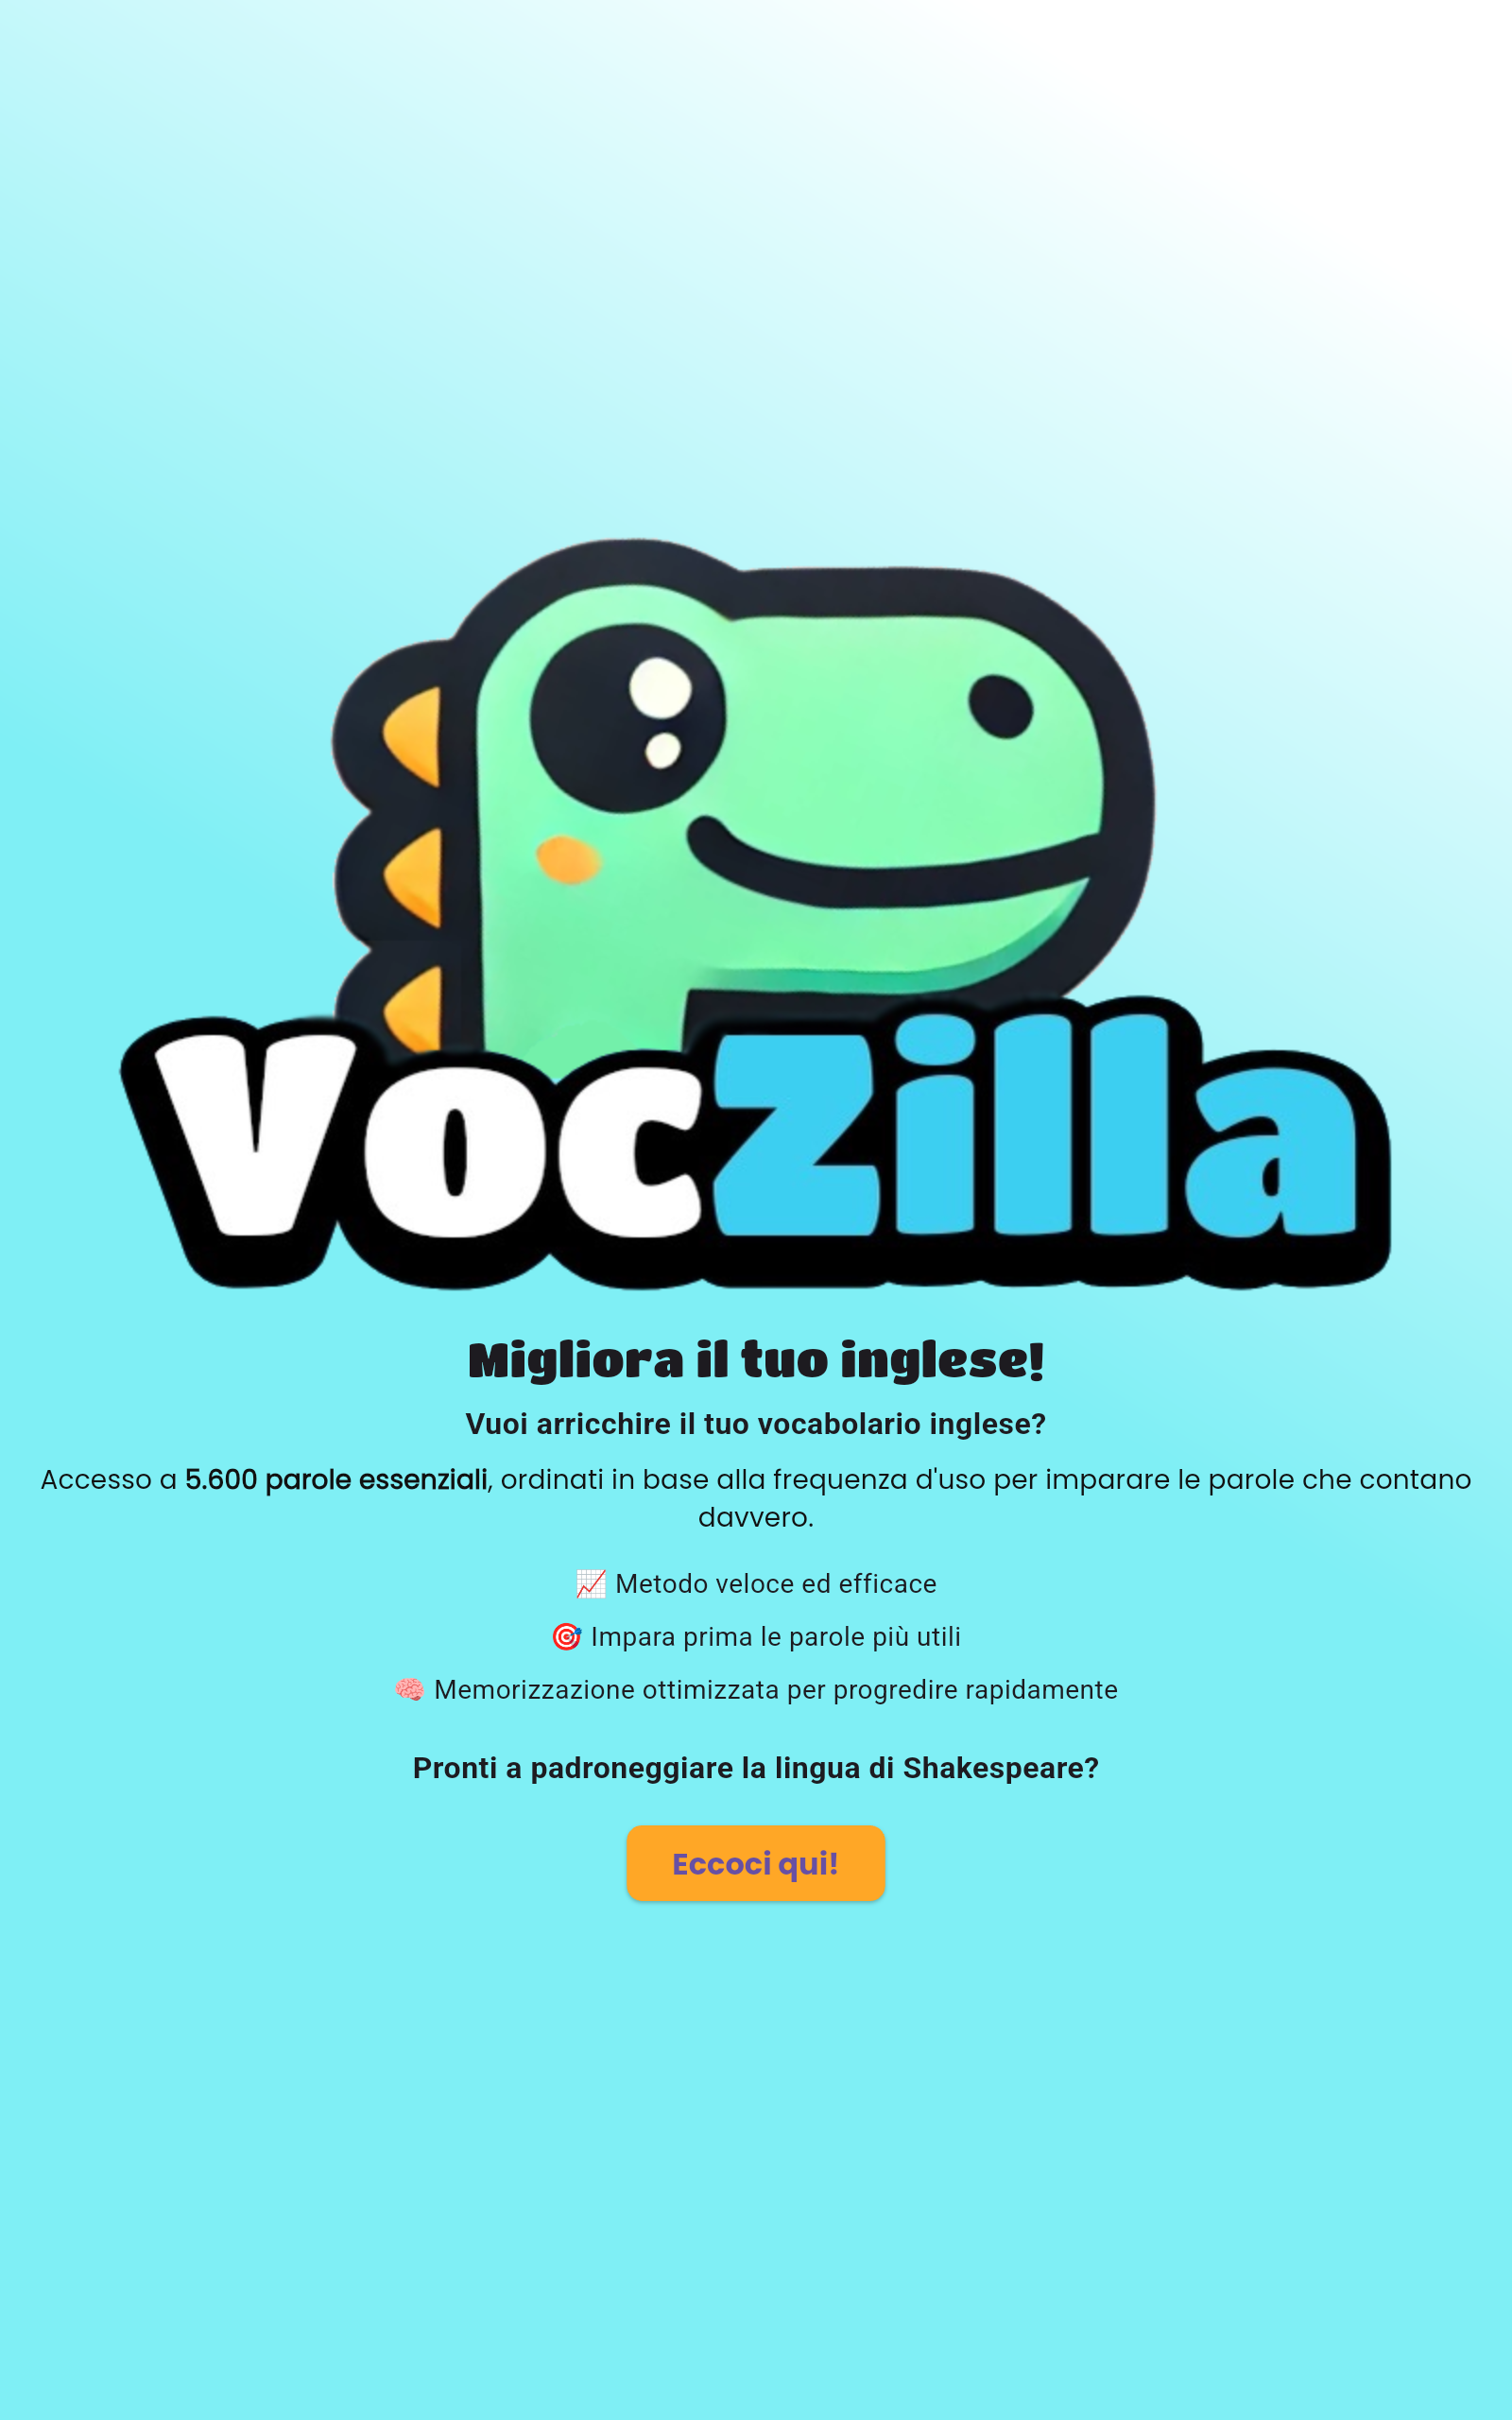 VocZilla
Migliora il tuo inglese!
Vuoi arricchire il tuo vocabolario inglese?
Accesso a 5.600 parole essenziali, ordinati in base alla frequenza d'uso per imparare le parole che contano
davvero.
📈 Metodo veloce ed efficace
🎯 Impara prima le parole più utili
🧠 Memorizzazione ottimizzata per progredire rapidamente
Pronti a padroneggiare la lingua di Shakespeare?
Eccoci qui!